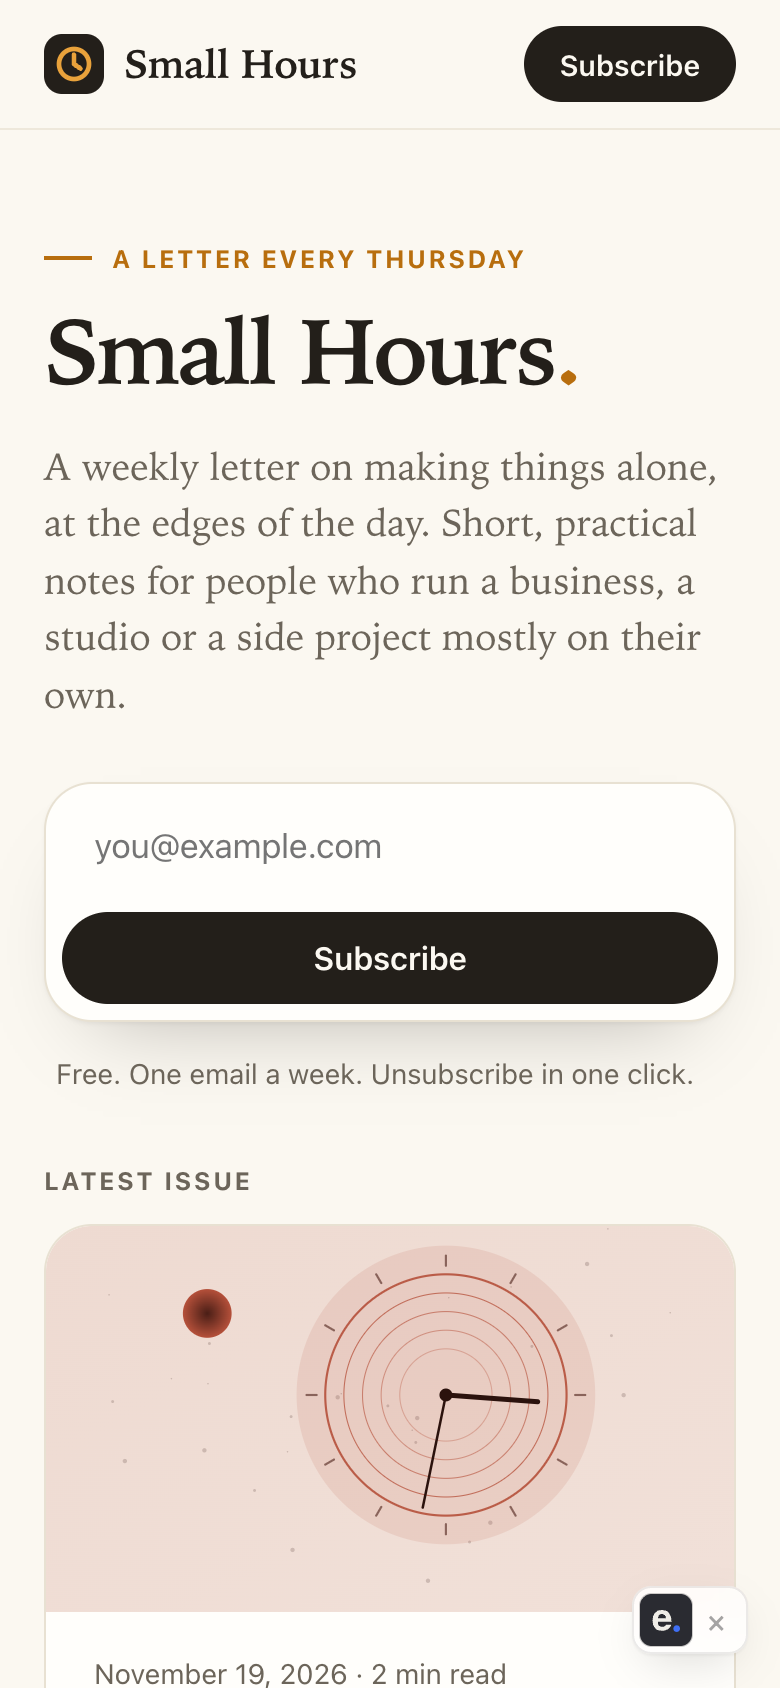 Small Hours
Subscribe
A LETTER EVERY THURSDAY
Small Hours.
A weekly letter on making things alone,
at the edges of the day. Short, practical
notes for people who run a business, a
studio or a side project mostly on their
own.
you@example.com
Subscribe
Free. One email a week. Unsubscribe in one click.
LATEST ISSUE
e.
×
November 19, 2026 · 2 min read